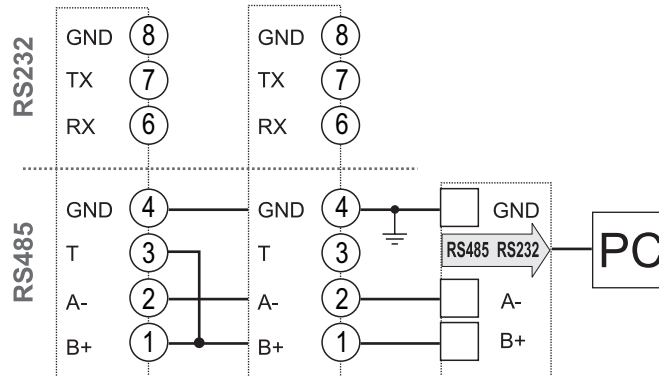 RS232
GND 8 GND 8
TX 7 TX 7
RX 6 RX 6
RS485
GND 4 GND 4 GND
T 3 T 3 RS485 RS232 PC
A- 2 A- 2 A-
B+ 1 B+ 1 B+